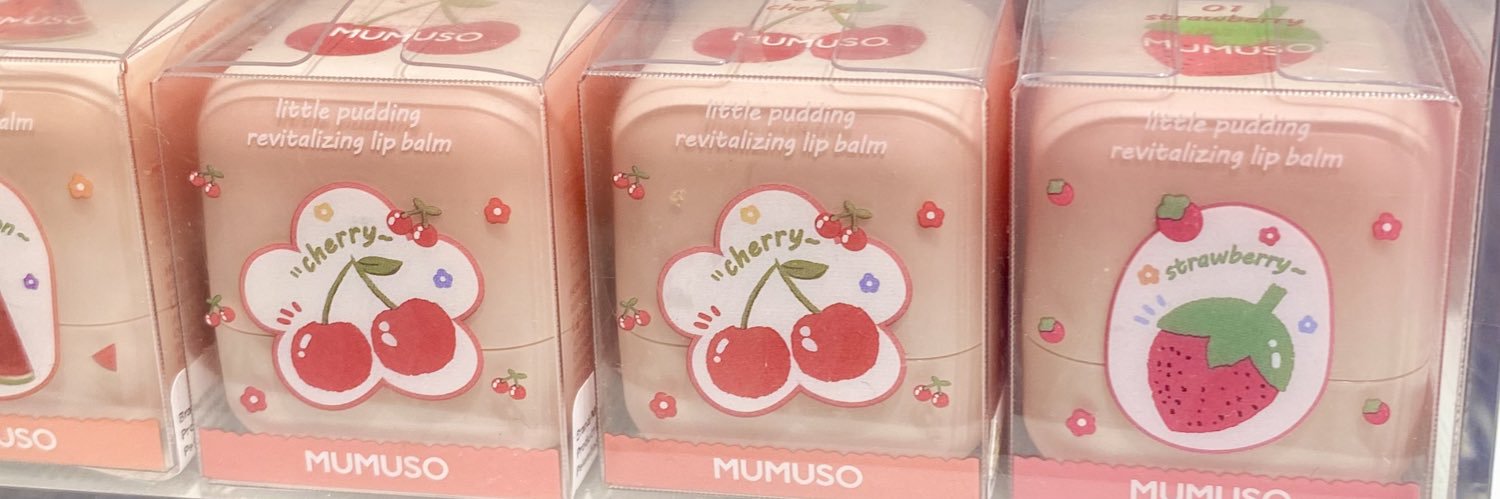 MUMUSO
little pudding
revitalizing lip balm
cherry~
MUMUSO
cherry
MUMUSO
little pudding
revitalizing lip balm
cherry~
MUMUSO
01
strawberry
MUMUSO
little pudding
revitalizing lip balm
strawberry~
MUMUSO